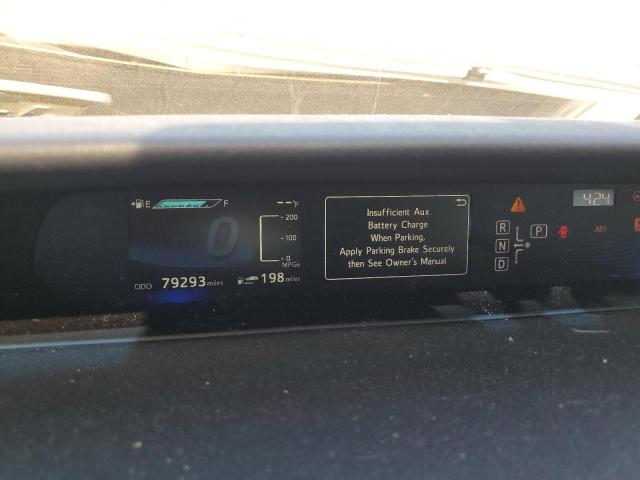 E F
--°F
0
200
100
0
MPGe
ODO 79293 miles
198 miles
Insufficient Aux
Battery Charge
When Parking,
Apply Parking Brake Securely
then See Owner's Manual
4:24
R
N
D
P
ABS